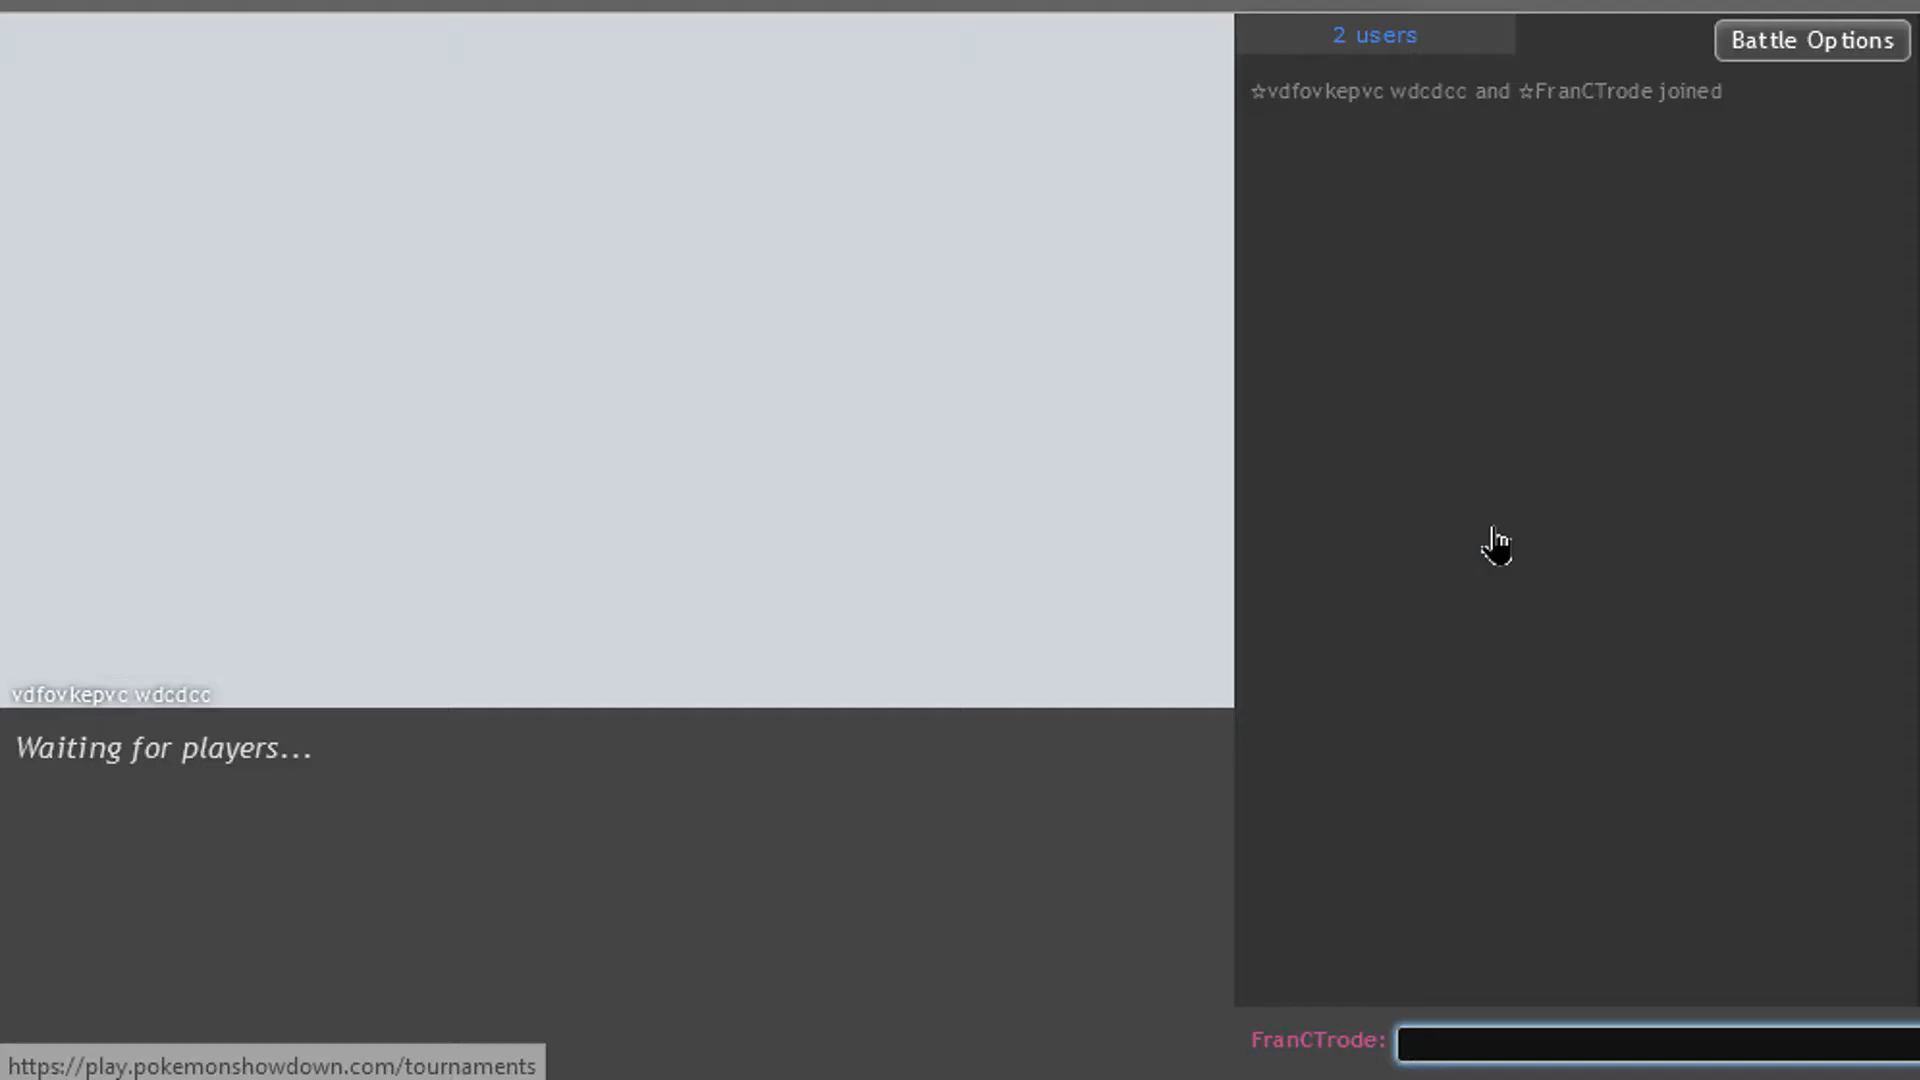 2 users
Battle Options
☆vdfovkepvc wdcdcc and ☆FranCTrode joined
vdfovkepvc wdcdcc
Waiting for players...
FranCTrode:
https://play.pokemonshowdown.com/tournaments